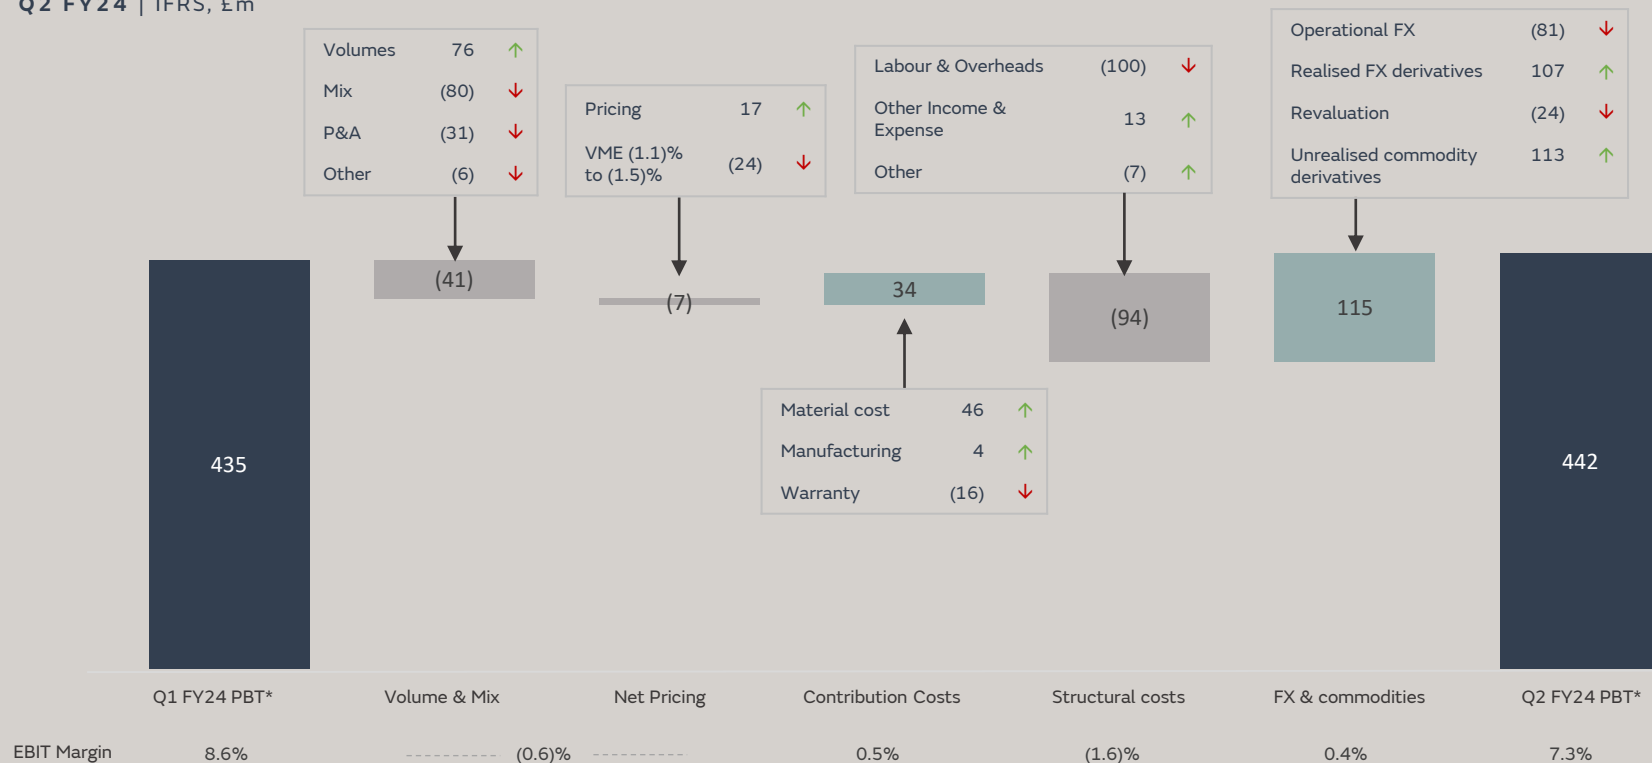 Q2 FY24 | IFRS, £m
Volumes 76 ↑
Mix (80) ↓
P&A (31) ↓
Other (6) ↓
Pricing 17 ↑
VME (1.1)%
to (1.5)% (24) ↓
Labour & Overheads (100) ↓
Other Income &
Expense 13 ↑
Other (7) ↑
Operational FX (81) ↓
Realised FX derivatives 107 ↑
Revaluation (24) ↓
Unrealised commodity
derivatives 113 ↑
(41)
(7)
34
(94)
115
Material cost 46 ↑
Manufacturing 4 ↑
Warranty (16) ↓
435
442
Q1 FY24 PBT* Volume & Mix Net Pricing Contribution Costs Structural costs FX & commodities Q2 FY24 PBT*
EBIT Margin 8.6% (0.6)% 0.5% (1.6)% 0.4% 7.3%